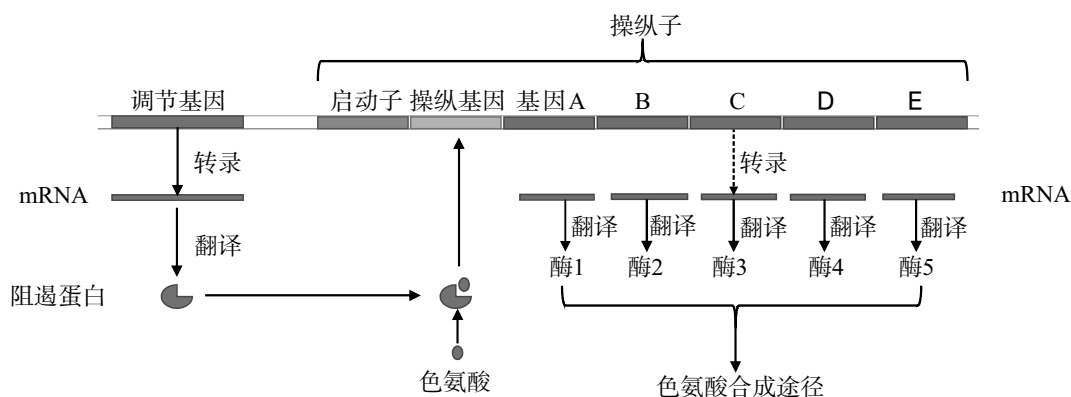 操纵子
调节基因 启动子 操纵基因 基因A B C D E
转录 转录
mRNA mRNA
翻译 翻译 翻译 翻译 翻译 翻译
酶1 酶2 酶3 酶4 酶5
阻遏蛋白
色氨酸 色氨酸合成途径